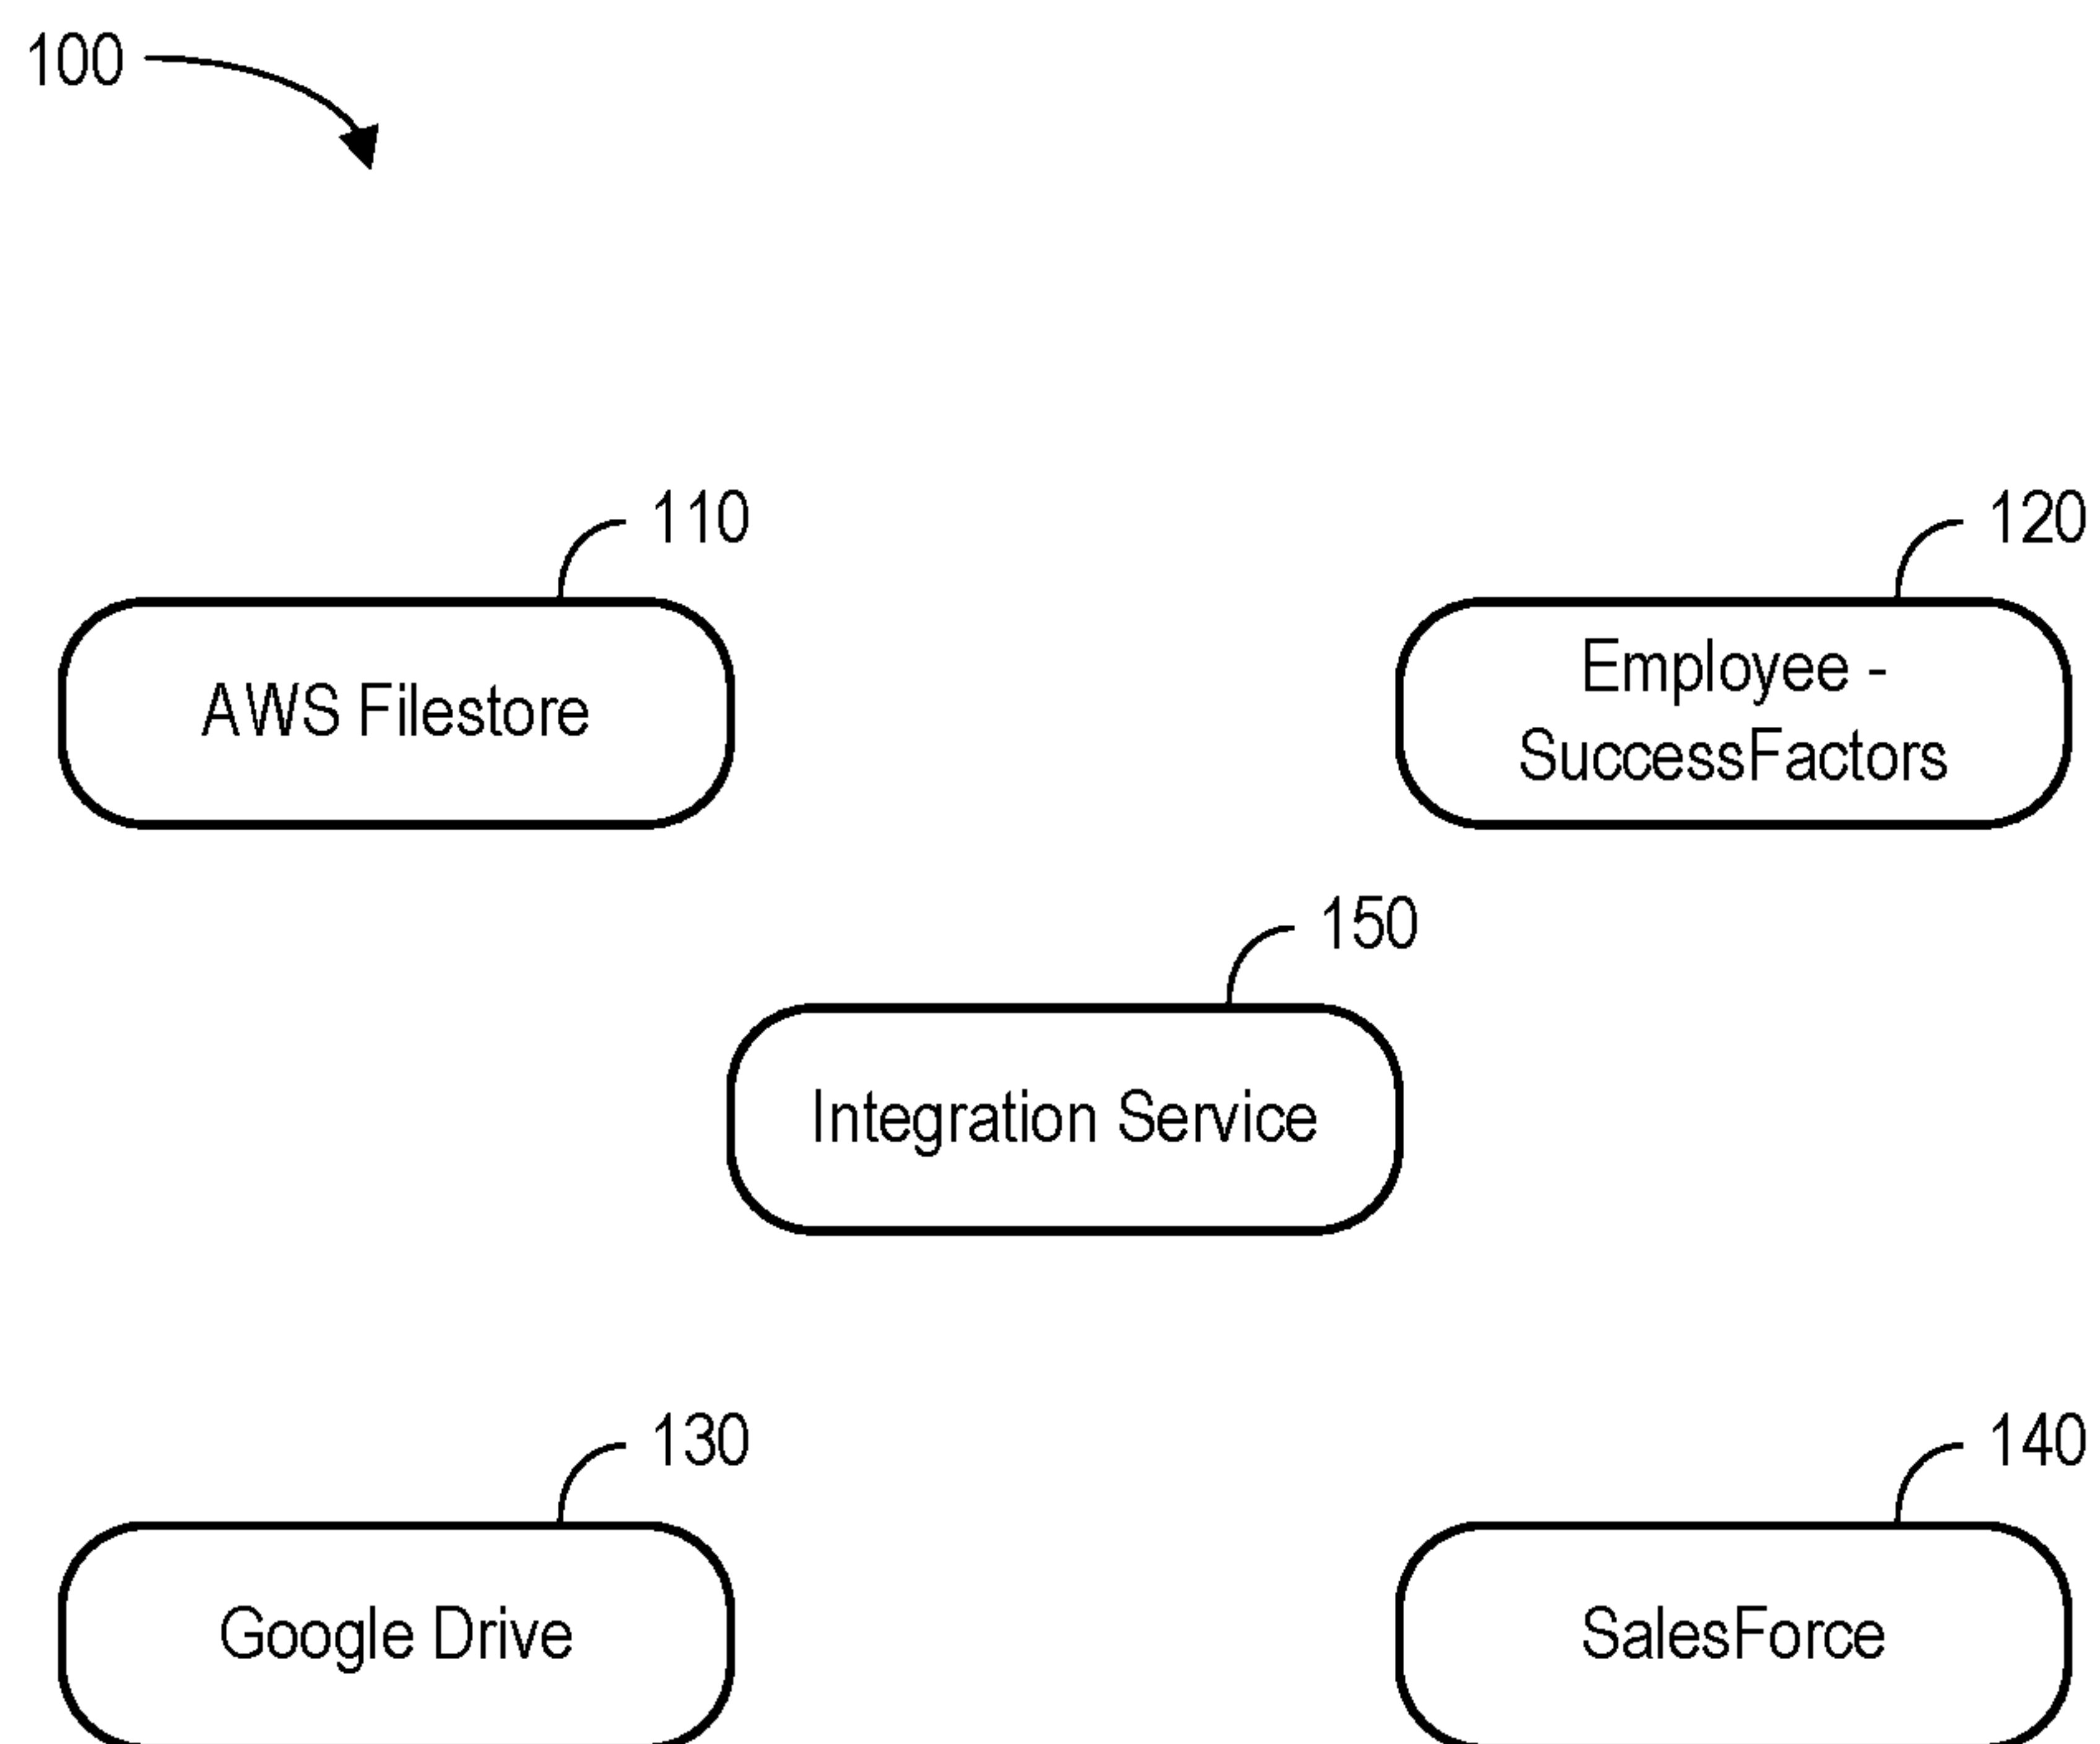 100
110
120
AWS Filestore
Employee -
SuccessFactors
150
Integration Service
130
140
Google Drive
SalesForce